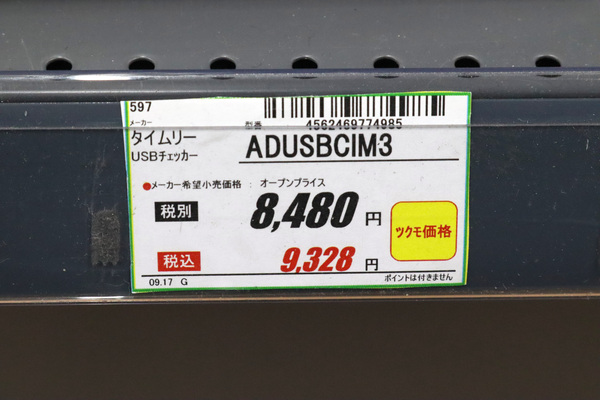 597
メーカー 型番 4562469774985
タイムリー ADUSBCIM3
USBチェッカー
●メーカー希望小売価格 : オープンプライス
税別 8,480 円
ツクモ価格
税込 9,328 円
09.17 G ポイントは付きません